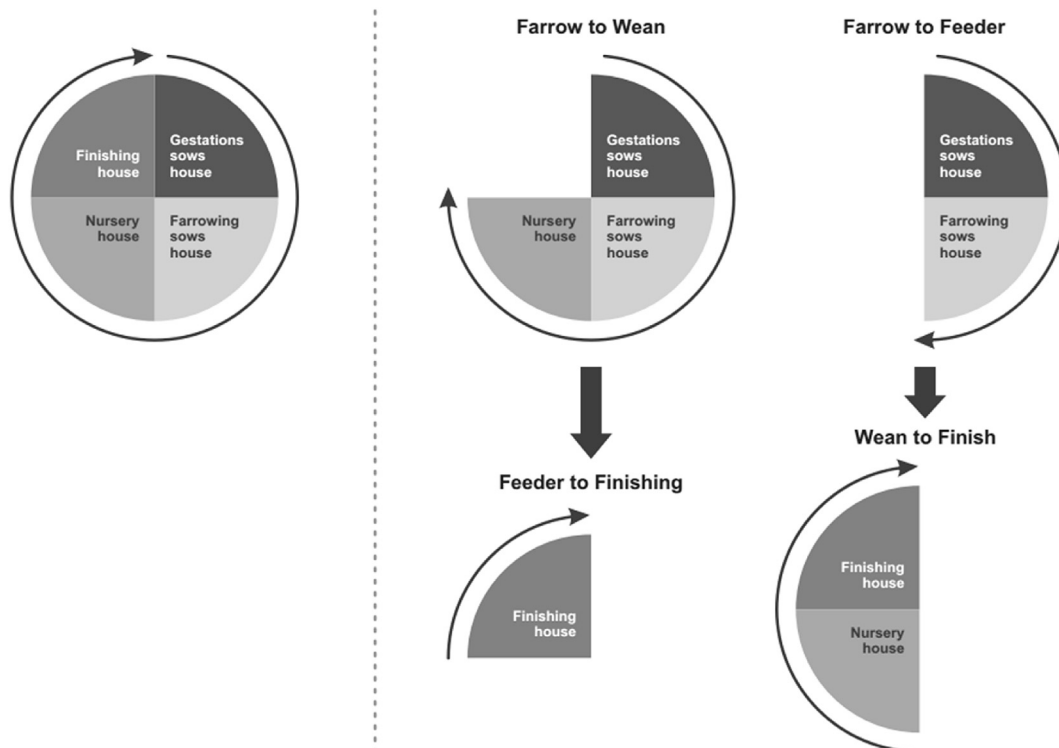 Finishing
house
Gestations
sows
house
Nursery
house
Farrowing
sows
house
Farrow to Wean
Gestations
sows
house
Nursery
house
Farrowing
sows
house
Feeder to Finishing
Finishing
house
Farrow to Feeder
Gestations
sows
house
Farrowing
sows
house
Wean to Finish
Finishing
house
Nursery
house